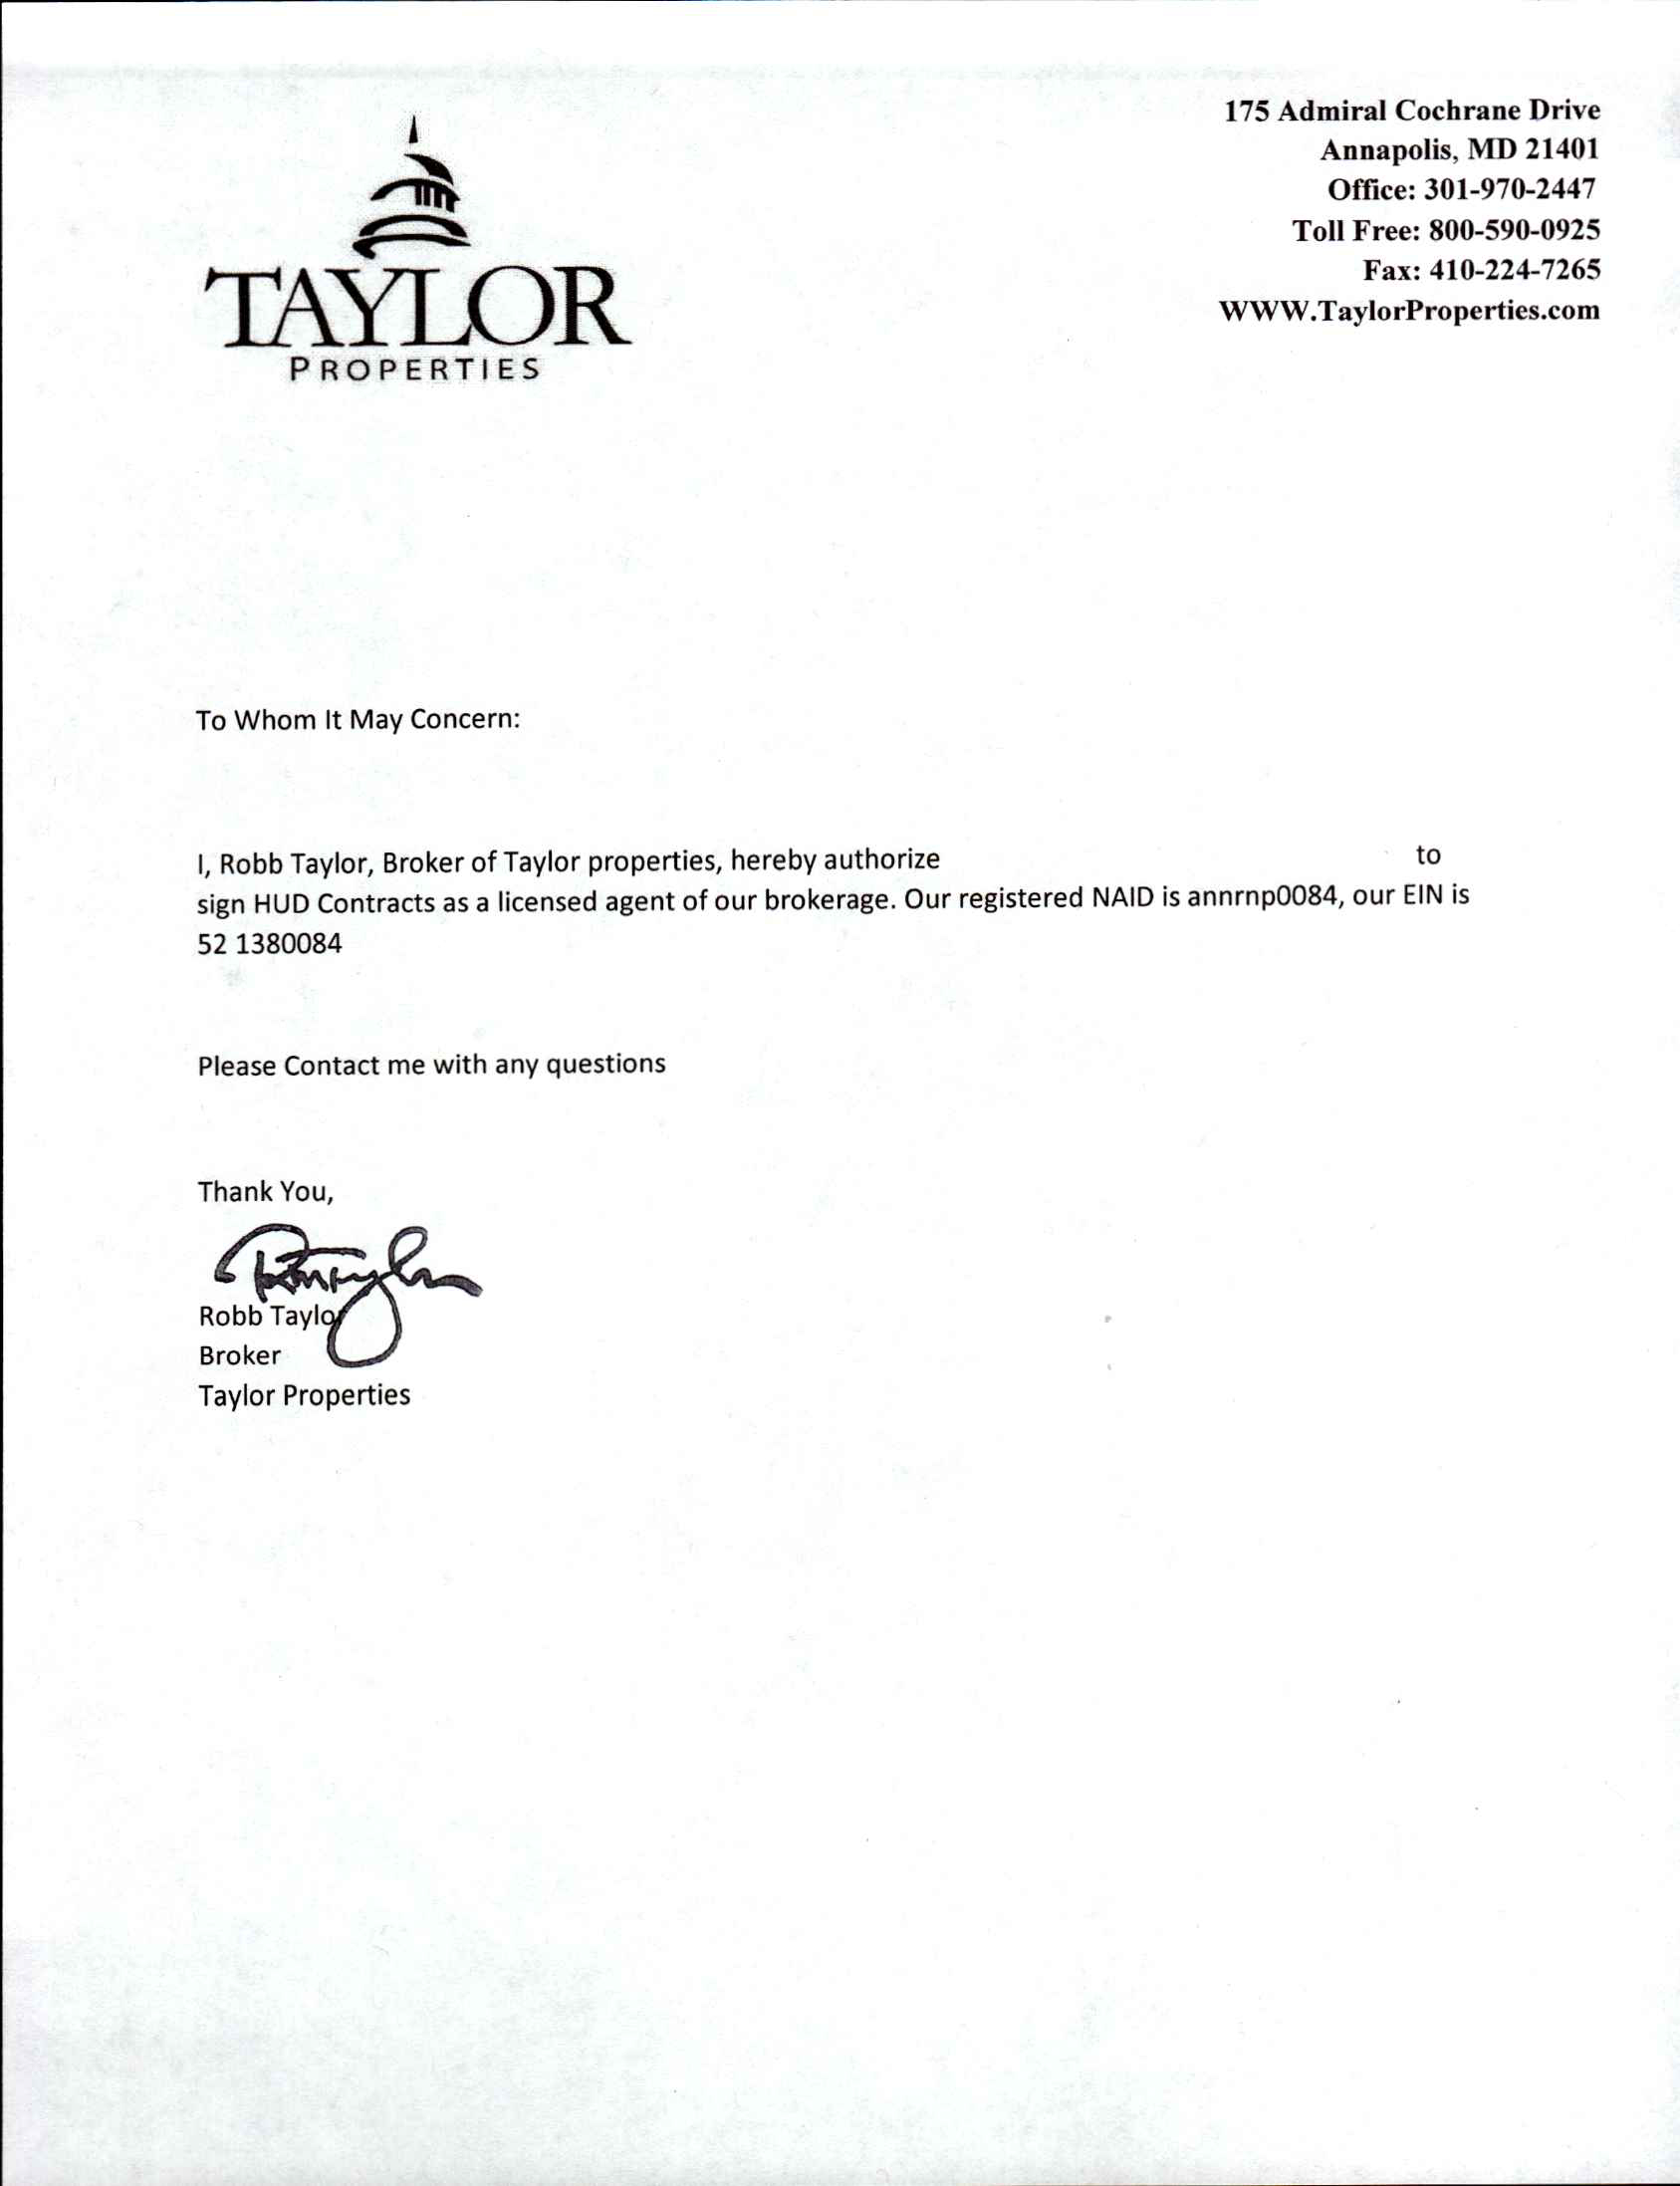 TAYLOR
PROPERTIES
175 Admiral Cochrane Drive
Annapolis, MD 21401
Office: 301-970-2447
Toll Free: 800-590-0925
Fax: 410-224-7265
WWW.TaylorProperties.com
To Whom It May Concern:
I, Robb Taylor, Broker of Taylor properties, hereby authorize to
sign HUD Contracts as a licensed agent of our brokerage. Our registered NAID is annrnp0084, our EIN is
52 1380084
Please Contact me with any questions
Thank You,
Robb Taylor
Broker
Taylor Properties